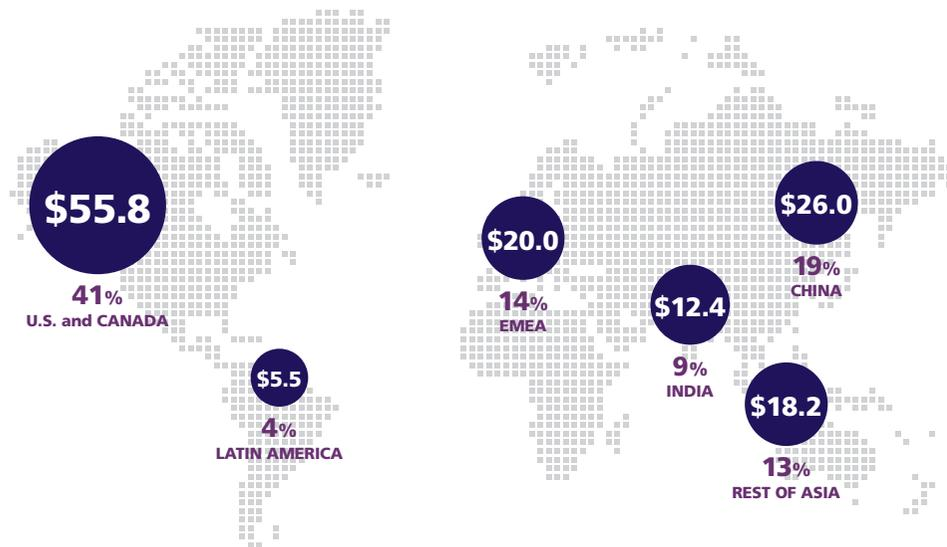 $55.8
41%
U.S. and CANADA
$5.5
4%
LATIN AMERICA
$20.0
14%
EMEA
$12.4
9%
INDIA
$26.0
19%
CHINA
$18.2
13%
REST OF ASIA